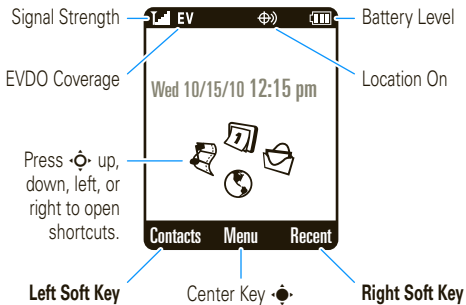 Signal Strength
EV
Battery Level
EVDO Coverage
Location On
Wed 10/15/10 12:15 pm
Press up,
down, left, or
right to open
shortcuts.
Contacts Menu Recent
Left Soft Key
Center Key
Right Soft Key